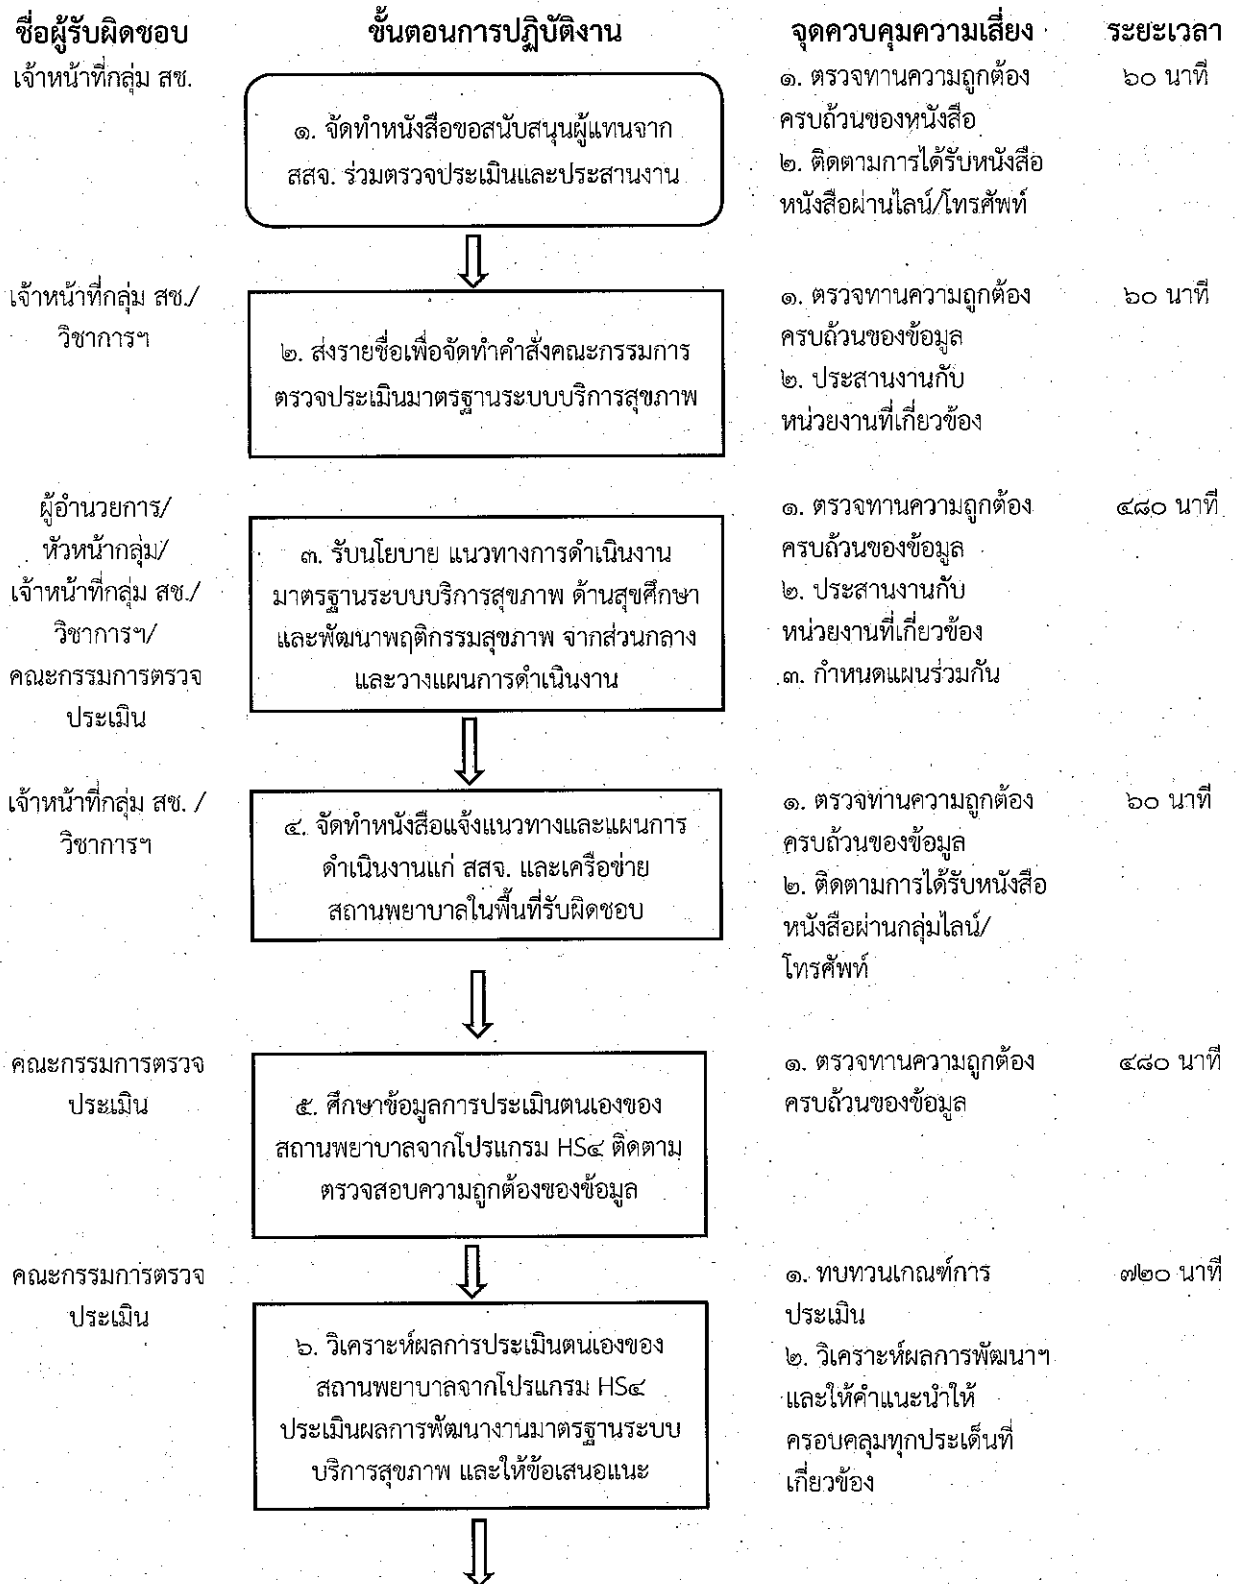 ชื่อผู้รับผิดชอบ ขั้นตอนการปฏิบัติงาน จุดควบคุมความเสี่ยง ระยะเวลา
เจ้าหน้าที่กลุ่ม สช.
๑. จัดทำหนังสือขอสนับสนุนผู้แทนจาก
สสจ. ร่วมตรวจประเมินและประสานงาน
๑. ตรวจทานความถูกต้อง
ครบถ้วนของหนังสือ
๒. ติดตามการได้รับหนังสือ
หนังสือผ่านไลน์/โทรศัพท์
๖๐ นาที
เจ้าหน้าที่กลุ่ม สช./
วิชาการฯ
๒. ส่งรายชื่อเพื่อจัดทำคำสั่งคณะกรรมการ
ตรวจประเมินมาตรฐานระบบบริการสุขภาพ
๑. ตรวจทานความถูกต้อง
ครบถ้วนของข้อมูล
๒. ประสานงานกับ
หน่วยงานที่เกี่ยวข้อง
๖๐ นาที
ผู้อำนวยการ/
หัวหน้ากลุ่ม/
เจ้าหน้าที่กลุ่ม สช./
วิชาการฯ/
คณะกรรมการตรวจ
ประเมิน
๓. รับนโยบาย แนวทางการดำเนินงาน
มาตรฐานระบบบริการสุขภาพ ด้านสุขศึกษา
และพัฒนาพฤติกรรมสุขภาพ จากส่วนกลาง
และวางแผนการดำเนินงาน
๑. ตรวจทานความถูกต้อง
ครบถ้วนของข้อมูล
๒. ประสานงานกับ
หน่วยงานที่เกี่ยวข้อง
๓. กำหนดแผนร่วมกัน
๔๘๐ นาที
เจ้าหน้าที่กลุ่ม สช. /
วิชาการฯ
๔. จัดทำหนังสือแจ้งแนวทางและแผนการ
ดำเนินงานแก่ สสจ. และเครือข่าย
สถานพยาบาลในพื้นที่รับผิดชอบ
๑. ตรวจทานความถูกต้อง
ครบถ้วนของข้อมูล
๒. ติดตามการได้รับหนังสือ
หนังสือผ่านกลุ่มไลน์/
โทรศัพท์
๖๐ นาที
คณะกรรมการตรวจ
ประเมิน
๕. ศึกษาข้อมูลการประเมินตนเองของ
สถานพยาบาลจากโปรแกรม HS๔ ติดตาม
ตรวจสอบความถูกต้องของข้อมูล
๑. ตรวจทานความถูกต้อง
ครบถ้วนของข้อมูล
๔๘๐ นาที
คณะกรรมการตรวจ
ประเมิน
๖. วิเคราะห์ผลการประเมินตนเองของ
สถานพยาบาลจากโปรแกรม HS๔
ประเมินผลการพัฒนางานมาตรฐานระบบ
บริการสุขภาพ และให้ข้อเสนอแนะ
๑. ทบทวนเกณฑ์การ
ประเมิน
๒. วิเคราะห์ผลการพัฒนาฯ
และให้คำแนะนำให้
ครอบคลุมทุกประเด็นที่
เกี่ยวข้อง
๗๒๐ นาที